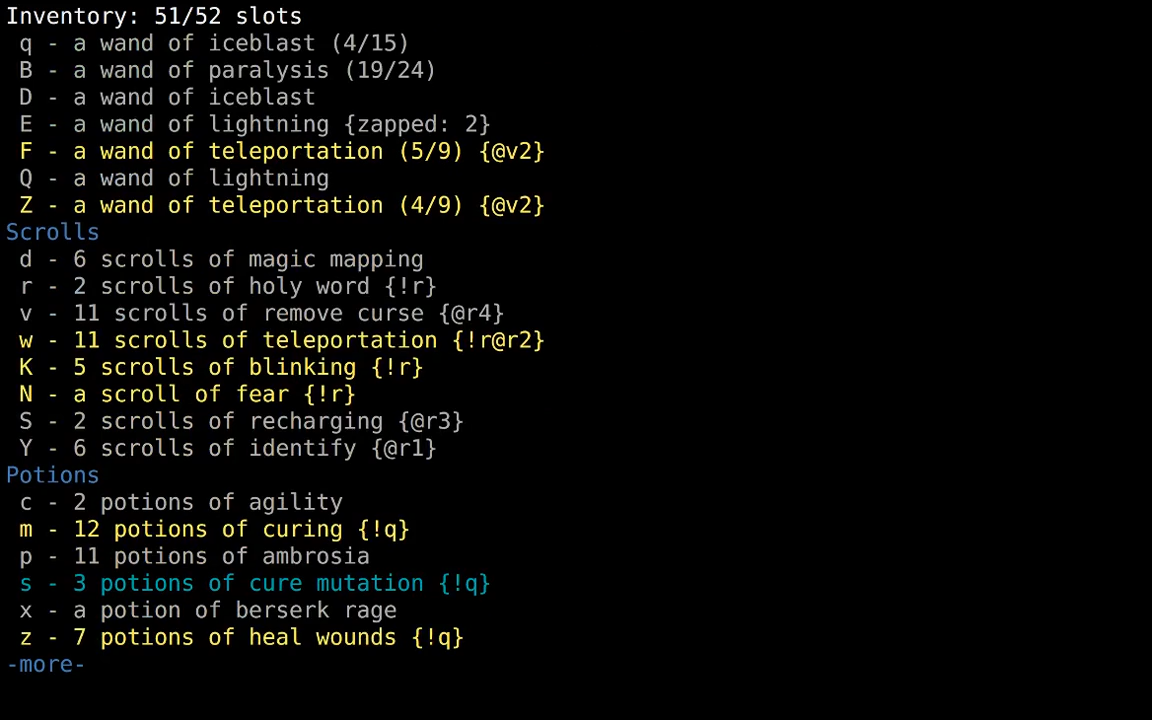 Inventory: 51/52 slots
q - a wand of iceblast (4/15)
B - a wand of paralysis (19/24)
D - a wand of iceblast
E - a wand of lightning {zapped: 2}
F - a wand of teleportation (5/9) {@v2}
Q - a wand of lightning
Z - a wand of teleportation (4/9) {@v2}
Scrolls
d - 6 scrolls of magic mapping
r - 2 scrolls of holy word {!r}
v - 11 scrolls of remove curse {@r4}
w - 11 scrolls of teleportation {!r@r2}
K - 5 scrolls of blinking {!r}
N - a scroll of fear {!r}
S - 2 scrolls of recharging {@r3}
Y - 6 scrolls of identify {@r1}
Potions
c - 2 potions of agility
m - 12 potions of curing {!q}
p - 11 potions of ambrosia
s - 3 potions of cure mutation {!q}
x - a potion of berserk rage
z - 7 potions of heal wounds {!q}
-more-